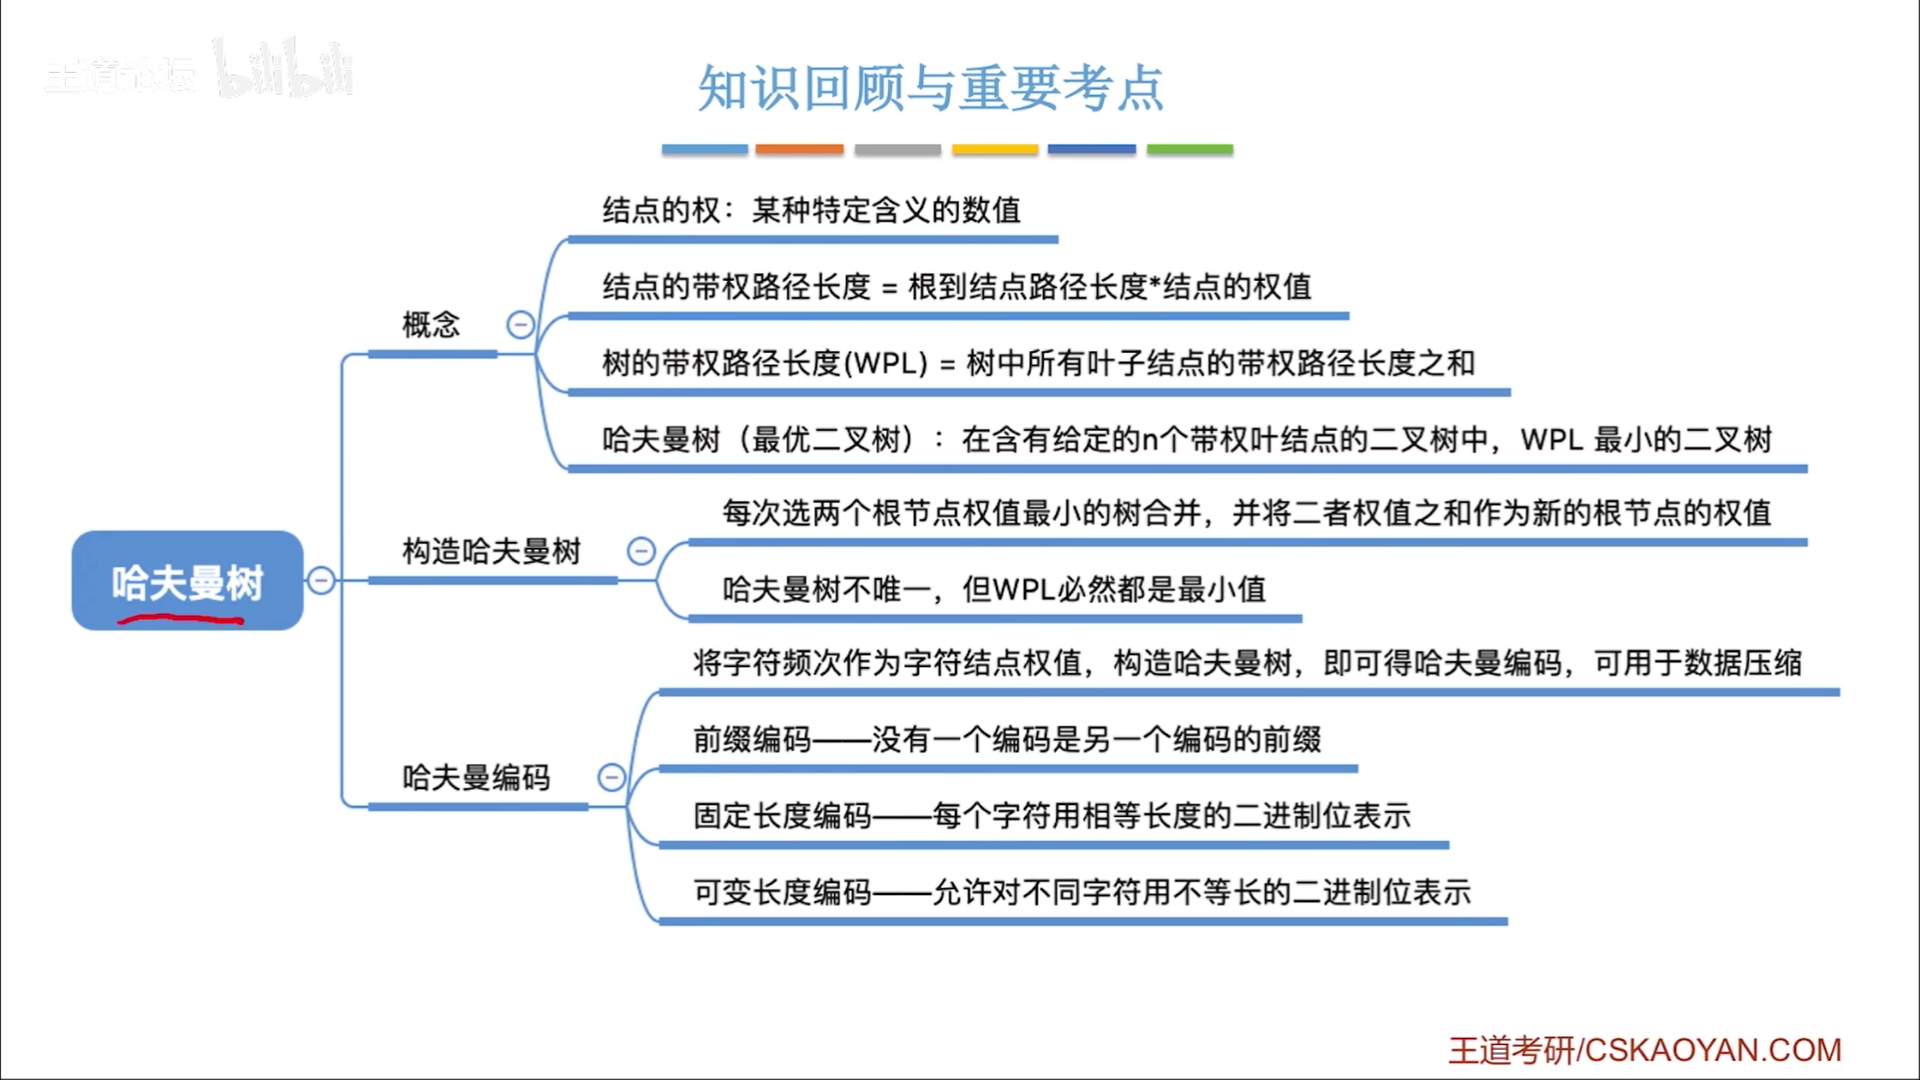 王道论坛 bilibili
知识回顾与重要考点
结点的权：某种特定含义的数值
结点的带权路径长度 = 根到结点路径长度*结点的权值
概念
树的带权路径长度(WPL) = 树中所有叶子结点的带权路径长度之和
哈夫曼树（最优二叉树）：在含有给定的n个带权叶结点的二叉树中，WPL 最小的二叉树
每次选两个根节点权值最小的树合并，并将二者权值之和作为新的根节点的权值
构造哈夫曼树
哈夫曼树
哈夫曼树不唯一，但WPL必然都是最小值
将字符频次作为字符结点权值，构造哈夫曼树，即可得哈夫曼编码，可用于数据压缩
前缀编码——没有一个编码是另一个编码的前缀
哈夫曼编码
固定长度编码——每个字符用相等长度的二进制位表示
可变长度编码——允许对不同字符用不等长的二进制位表示
王道考研/CSKAOYAN.COM